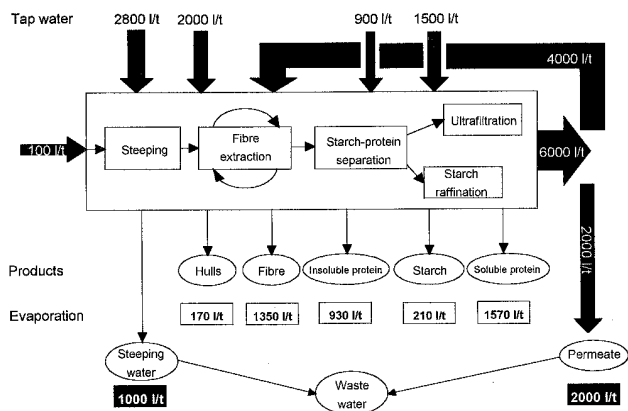 Tap water
2800 l/t
2000 l/t
900 l/t
1500 l/t
4000 l/t
100 l/t
Steeping
Fibre
extraction
Starch-protein
separation
Ultrafiltration
Starch
raffination
6000 l/t
2000 l/t
Products
Hulls
Fibre
Insoluble protein
Starch
Soluble protein
Evaporation
170 l/t
1350 l/t
930 l/t
210 l/t
1570 l/t
Steeping
water
1000 l/t
Waste
water
Permeate
2000 l/t